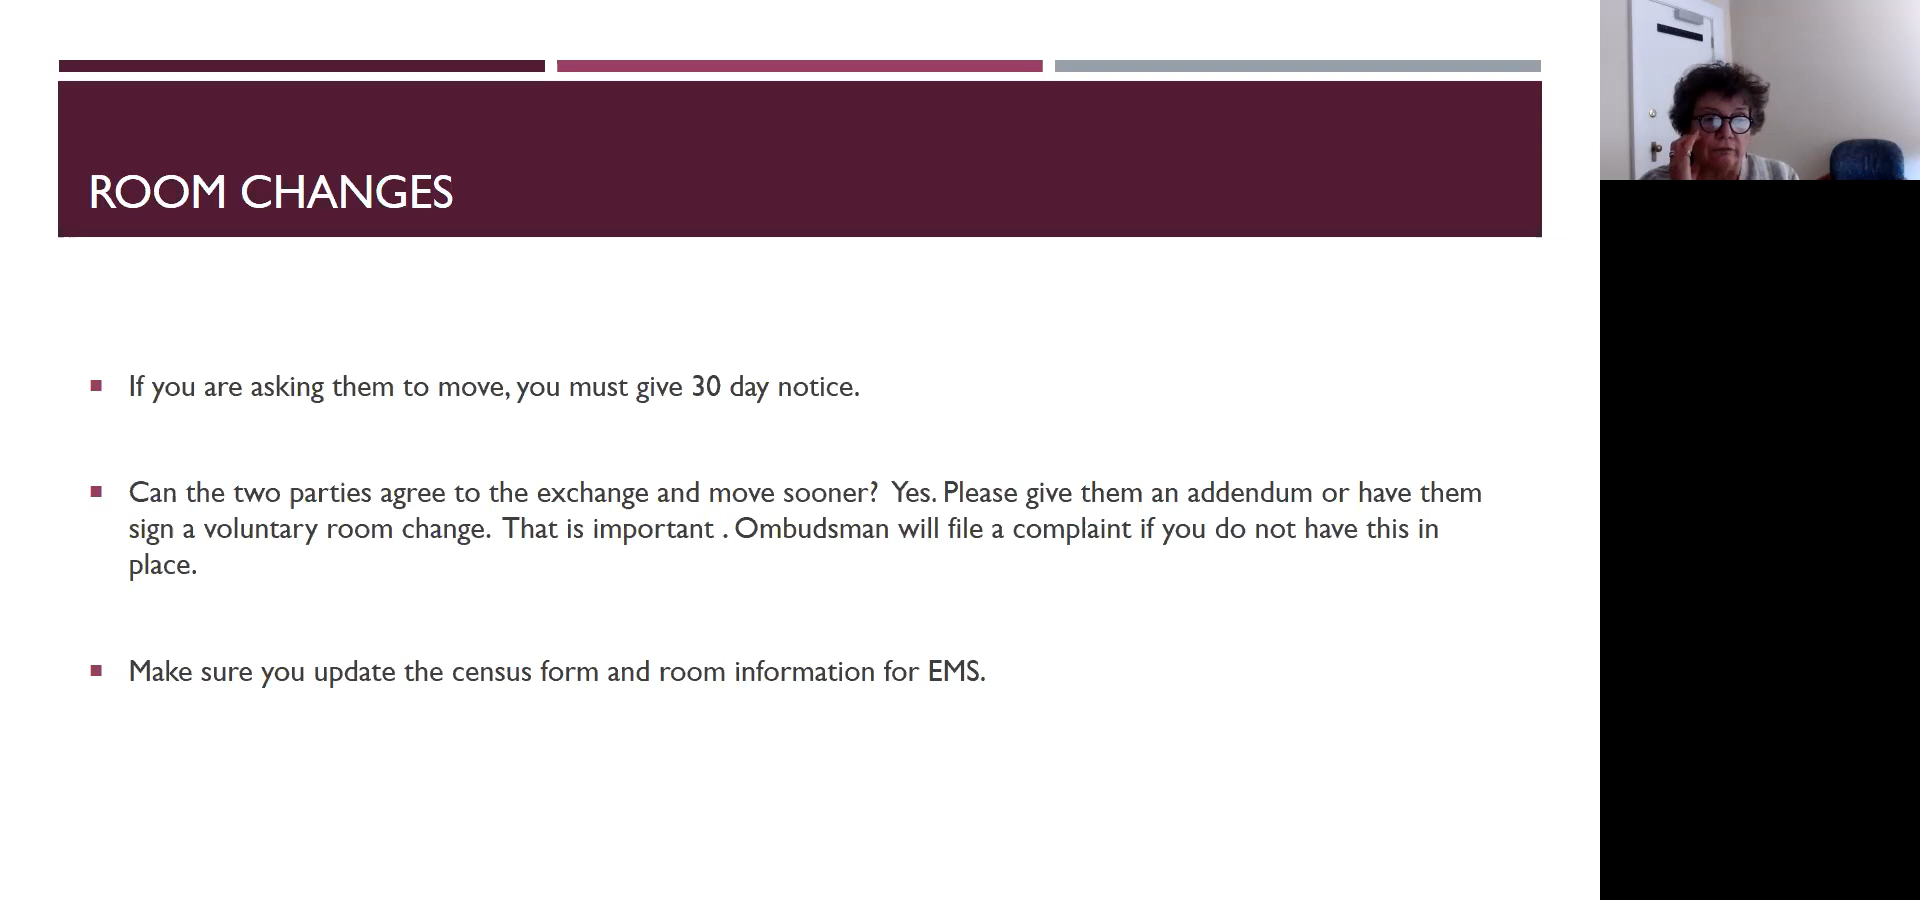 ROOM CHANGES
If you are asking them to move, you must give 30 day notice.
Can the two parties agree to the exchange and move sooner?  Yes. Please give them an addendum or have them
sign a voluntary room change.  That is important . Ombudsman will file a complaint if you do not have this in
place.
Make sure you update the census form and room information for EMS.